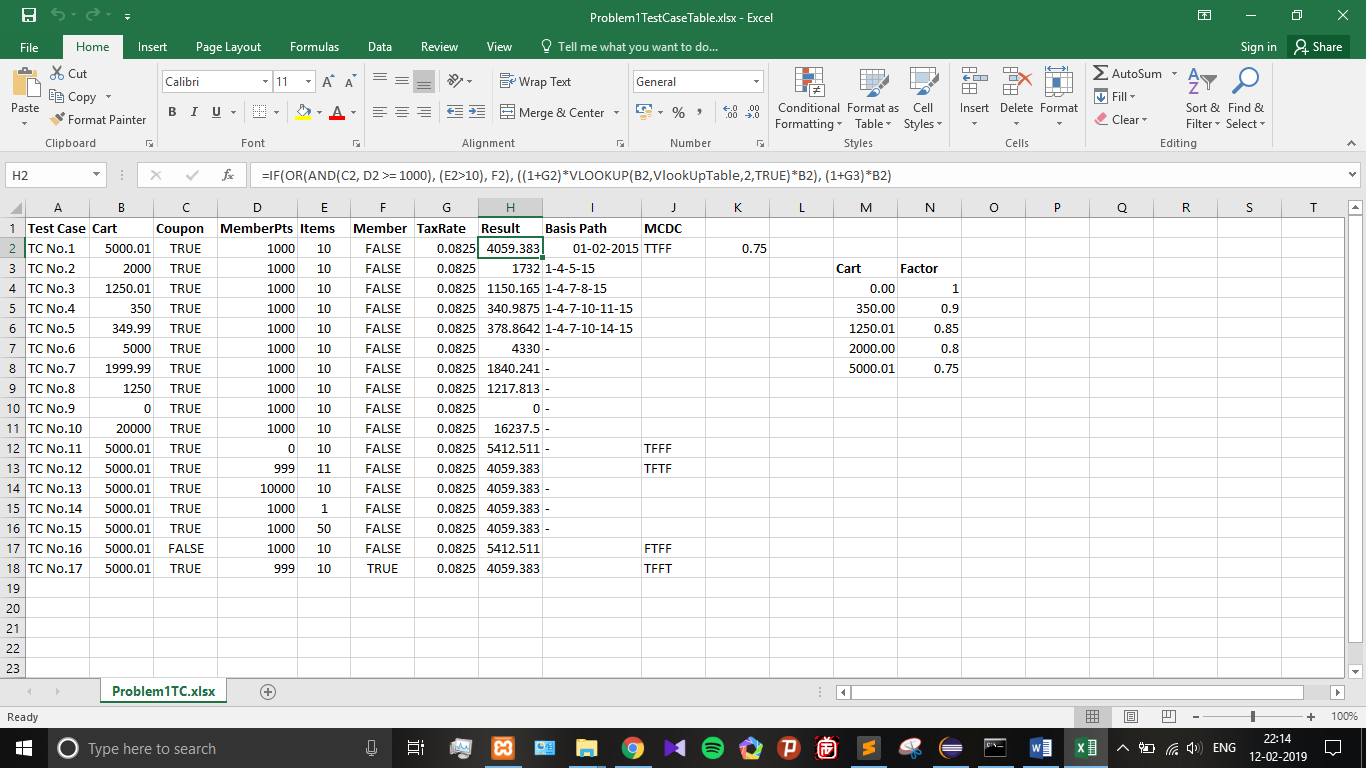 Problem1TestCaseTable.xlsx - Excel
File Home Insert Page Layout Formulas Data Review View Tell me what you want to do... Sign in Share
Paste Cut Copy Format Painter Clipboard
Calibri 11 B I U Font
Wrap Text Merge & Center Alignment
General % Number
Conditional Formatting Format as Table Cell Styles Styles
Insert Delete Format Cells
AutoSum Fill Clear Sort & Filter Find & Select Editing
H2 fx =IF(OR(AND(C2, D2 >= 1000), (E2>10), F2), ((1+G2)*VLOOKUP(B2,VlookUpTable,2,TRUE)*B2), (1+G3)*B2)
A B C D E F G H I J K L M N O P Q R S T
1 Test Case Cart Coupon MemberPts Items Member TaxRate Result Basis Path MCDC
2 TC No.1 5000.01 TRUE 1000 10 FALSE 0.0825 4059.383 01-02-2015 TTFF 0.75
3 TC No.2 2000 TRUE 1000 10 FALSE 0.0825 1732 1-4-5-15 Cart Factor
4 TC No.3 1250.01 TRUE 1000 10 FALSE 0.0825 1150.165 1-4-7-8-15 0.00 1
5 TC No.4 350 TRUE 1000 10 FALSE 0.0825 340.9875 1-4-7-10-11-15 350.00 0.9
6 TC No.5 349.99 TRUE 1000 10 FALSE 0.0825 378.8642 1-4-7-10-14-15 1250.01 0.85
7 TC No.6 5000 TRUE 1000 10 FALSE 0.0825 4330 - 2000.00 0.8
8 TC No.7 1999.99 TRUE 1000 10 FALSE 0.0825 1840.241 - 5000.01 0.75
9 TC No.8 1250 TRUE 1000 10 FALSE 0.0825 1217.813 -
10 TC No.9 0 TRUE 1000 10 FALSE 0.0825 0 -
11 TC No.10 20000 TRUE 1000 10 FALSE 0.0825 16237.5 -
12 TC No.11 5000.01 TRUE 0 10 FALSE 0.0825 5412.511 - TFFF
13 TC No.12 5000.01 TRUE 999 11 FALSE 0.0825 4059.383 TFTF
14 TC No.13 5000.01 TRUE 10000 10 FALSE 0.0825 4059.383 -
15 TC No.14 5000.01 TRUE 1000 1 FALSE 0.0825 4059.383 -
16 TC No.15 5000.01 TRUE 1000 50 FALSE 0.0825 4059.383 -
17 TC No.16 5000.01 FALSE 1000 10 FALSE 0.0825 5412.511 FTFF
18 TC No.17 5000.01 TRUE 999 10 TRUE 0.0825 4059.383 TFFT
19
20
21
22
23
Problem1TC.xlsx
Ready 100%
Type here to search
ENG 22:14
12-02-2019